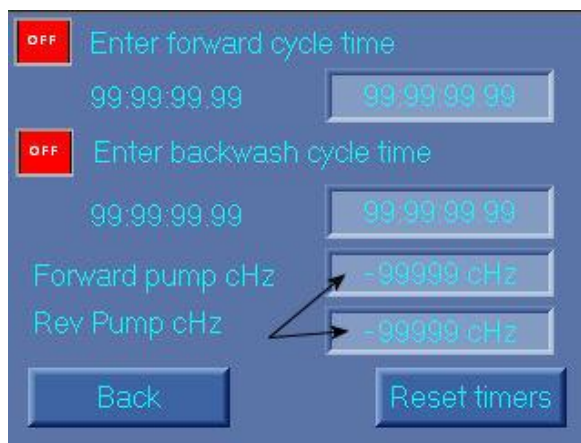 OFF Enter forward cycle time
99:99:99.99 99:99:99.99
OFF Enter backwash cycle time
99:99:99.99 99:99:99.99
Forward pump cHz -99999 cHz
Rev Pump cHz -99999 cHz
Back Reset timers